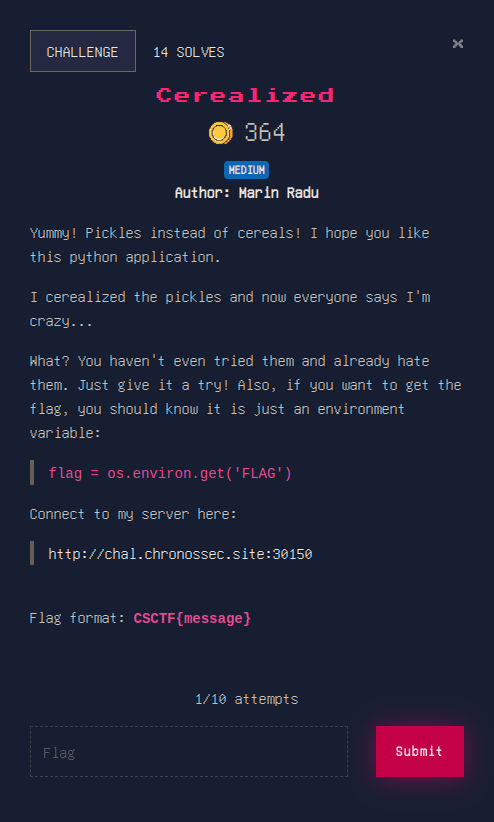 CHALLENGE
14 SOLVES
×
Cerealized
364
MEDIUM
Author: Marin Radu
Yummy! Pickles instead of cereals! I hope you like
this python application.
I cerealized the pickles and now everyone says I'm
crazy...
What? You haven't even tried them and already hate
them. Just give it a try! Also, if you want to get the
flag, you should know it is just an environment
variable:
flag = os.environ.get('FLAG')
Connect to my server here:
http://chal.chronossec.site:30150
Flag format: CSCTF{message}
1/10 attempts
Flag
Submit